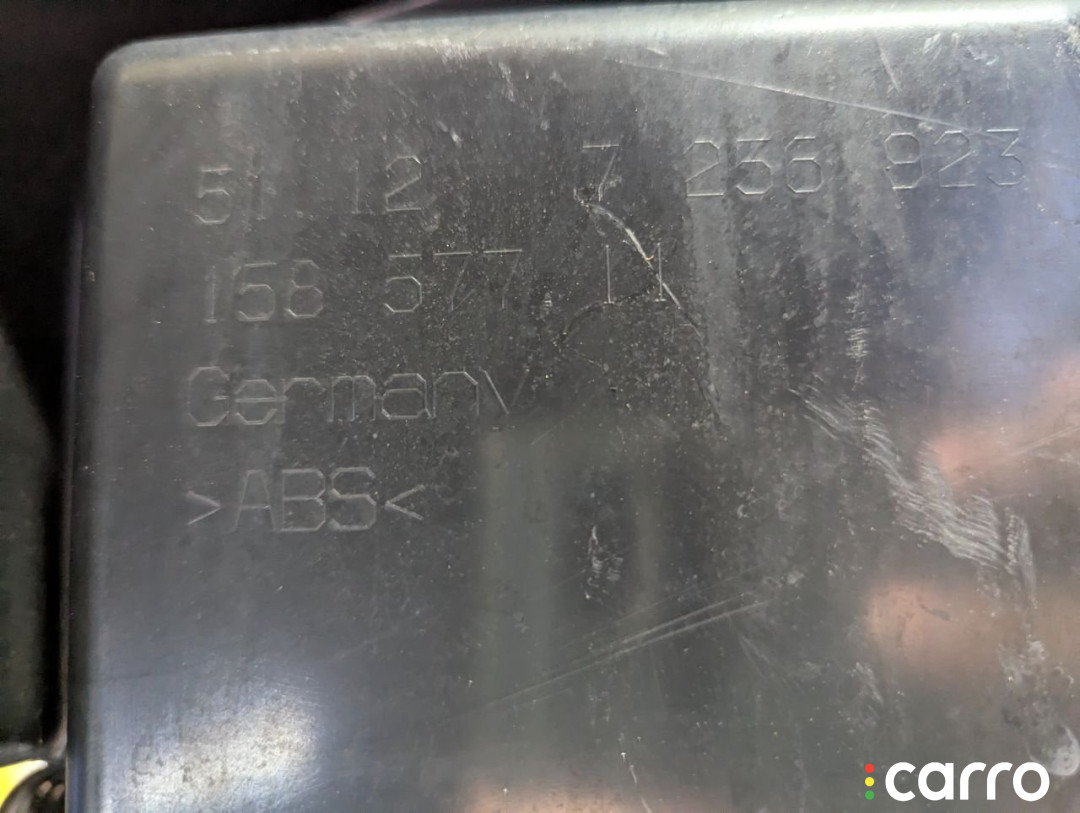 51 12 7 236 923
158 577 11
Germany
>ABS<
carro